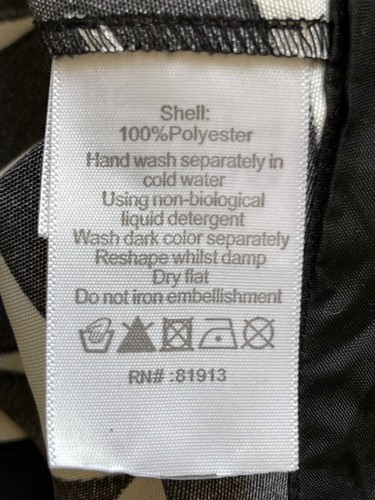 Shell:
100%Polyester
Hand wash separately in
cold water
Using non-biological
liquid detergent
Wash dark color separately
Reshape whilst damp
Dry flat
Do not iron embellishment
RN# :81913